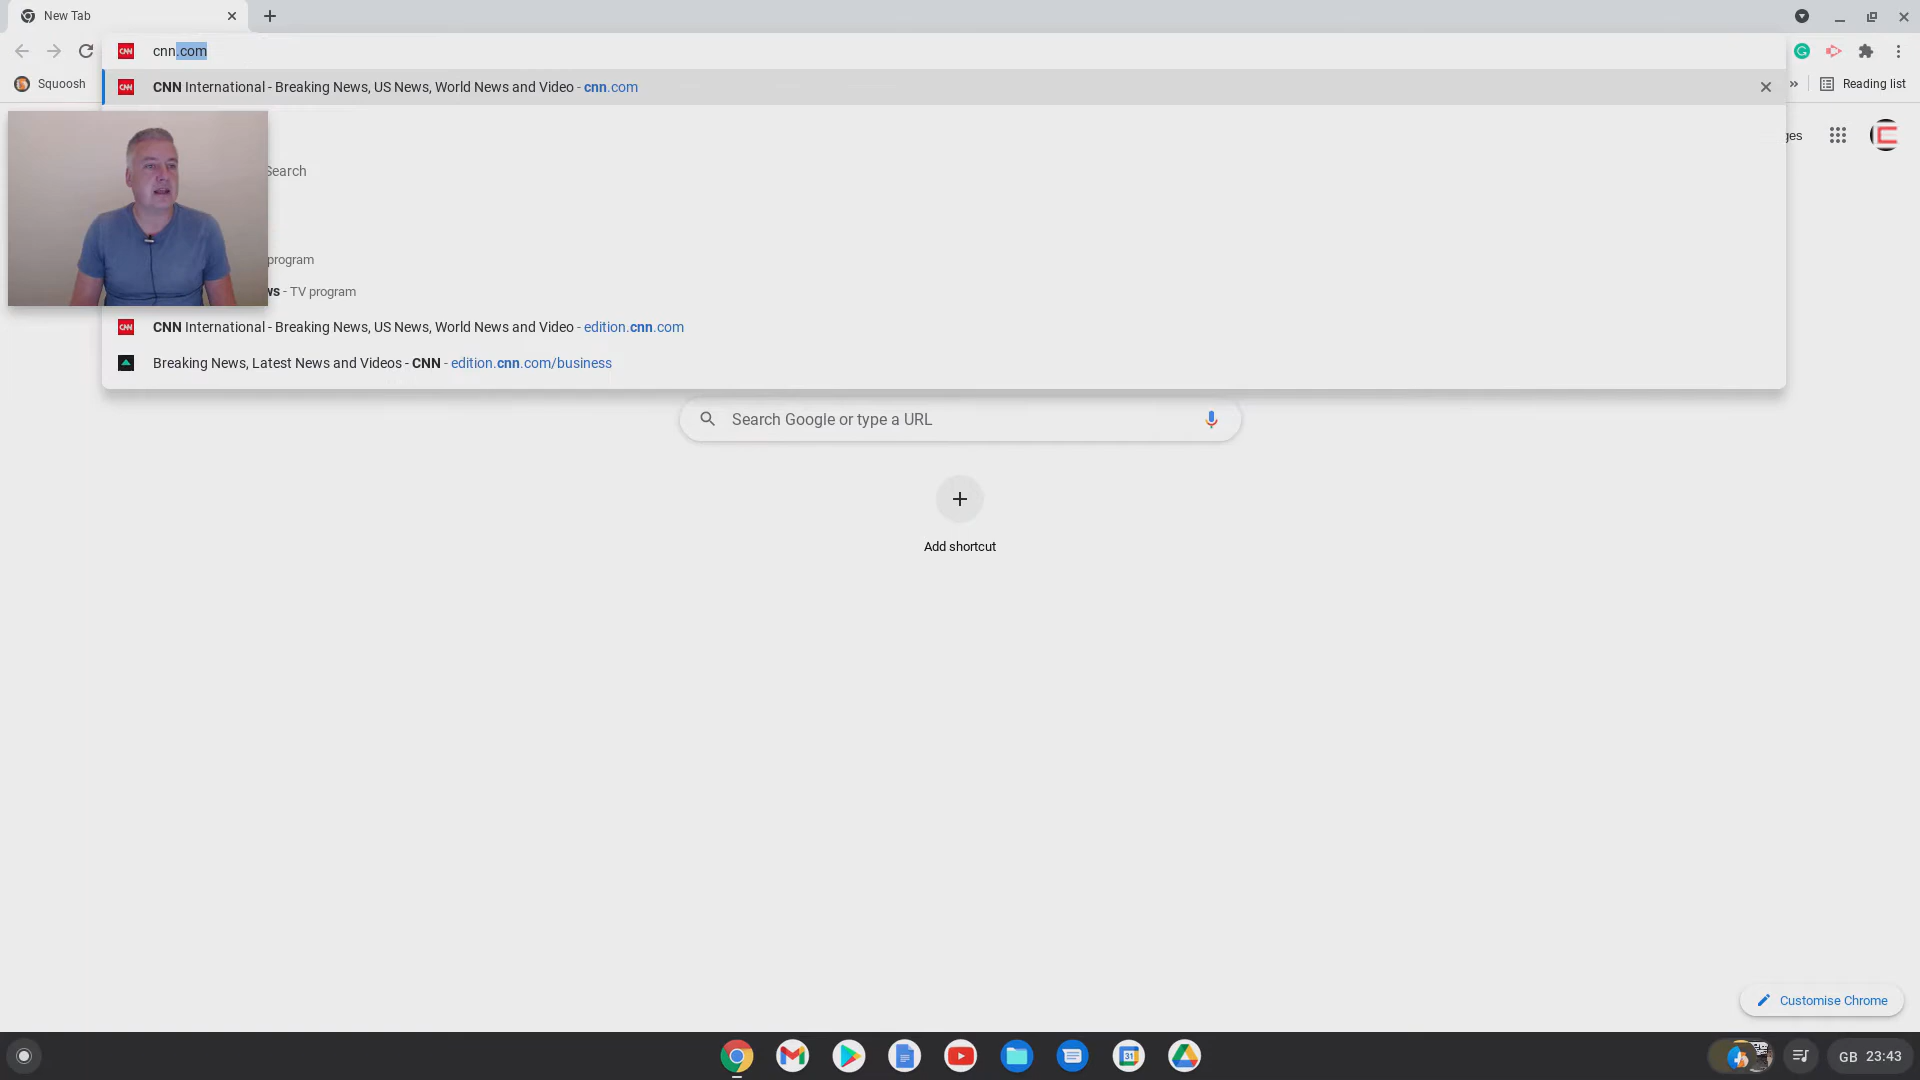 New Tab
cnn.com
Squoosh
CNN International - Breaking News, US News, World News and Video - cnn.com
Reading list
Search
program
- TV program
CNN International - Breaking News, US News, World News and Video - edition.cnn.com
Breaking News, Latest News and Videos - CNN - edition.cnn.com/business
Search Google or type a URL
Add shortcut
Customise Chrome
31
GB 23:43